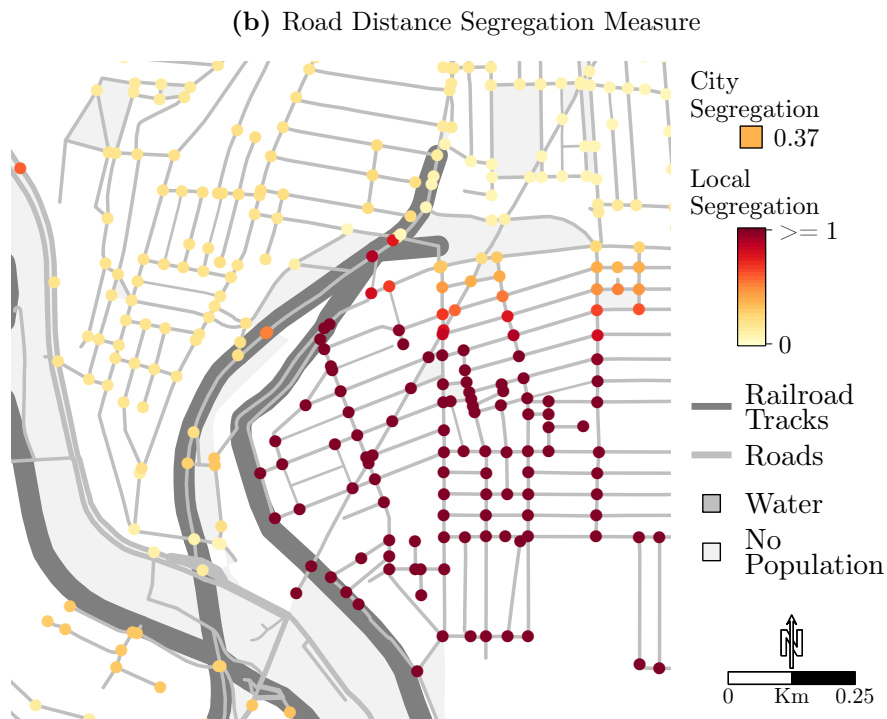 (b) Road Distance Segregation Measure
City
Segregation
0.37
Local
Segregation
>= 1
0
Railroad
Tracks
Roads
Water
No
Population
N
0 Km 0.25